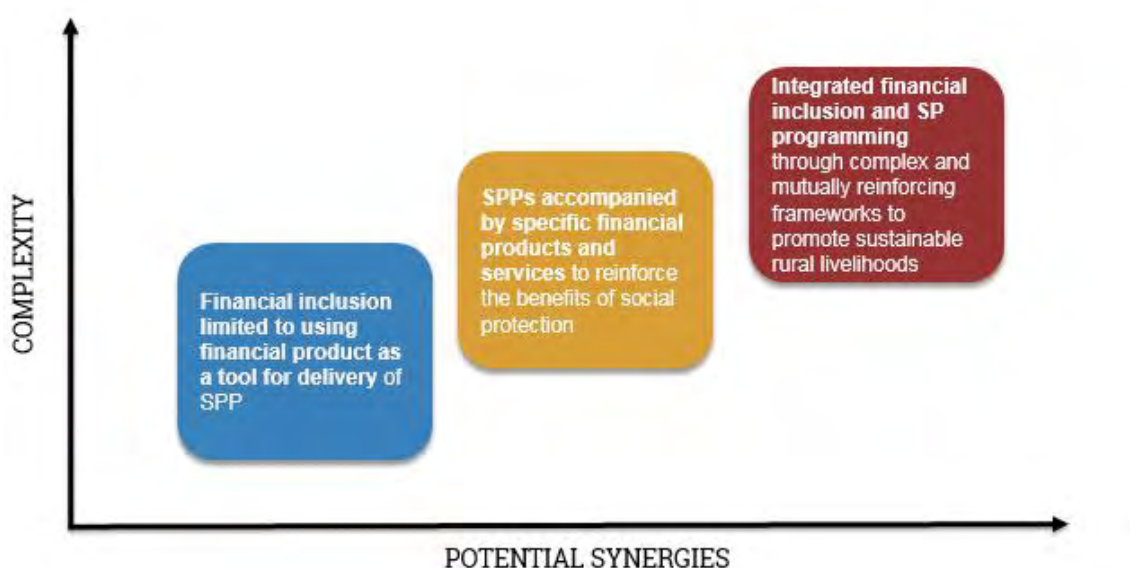 COMPLEXITY
Financial inclusion
limited to using
financial product as
a tool for delivery of
SPP
SPPs accompanied
by specific financial
products and
services to reinforce
the benefits of social
protection
Integrated financial
inclusion and SP
programming
through complex and
mutually reinforcing
frameworks to
promote sustainable
rural livelihoods
POTENTIAL SYNERGIES